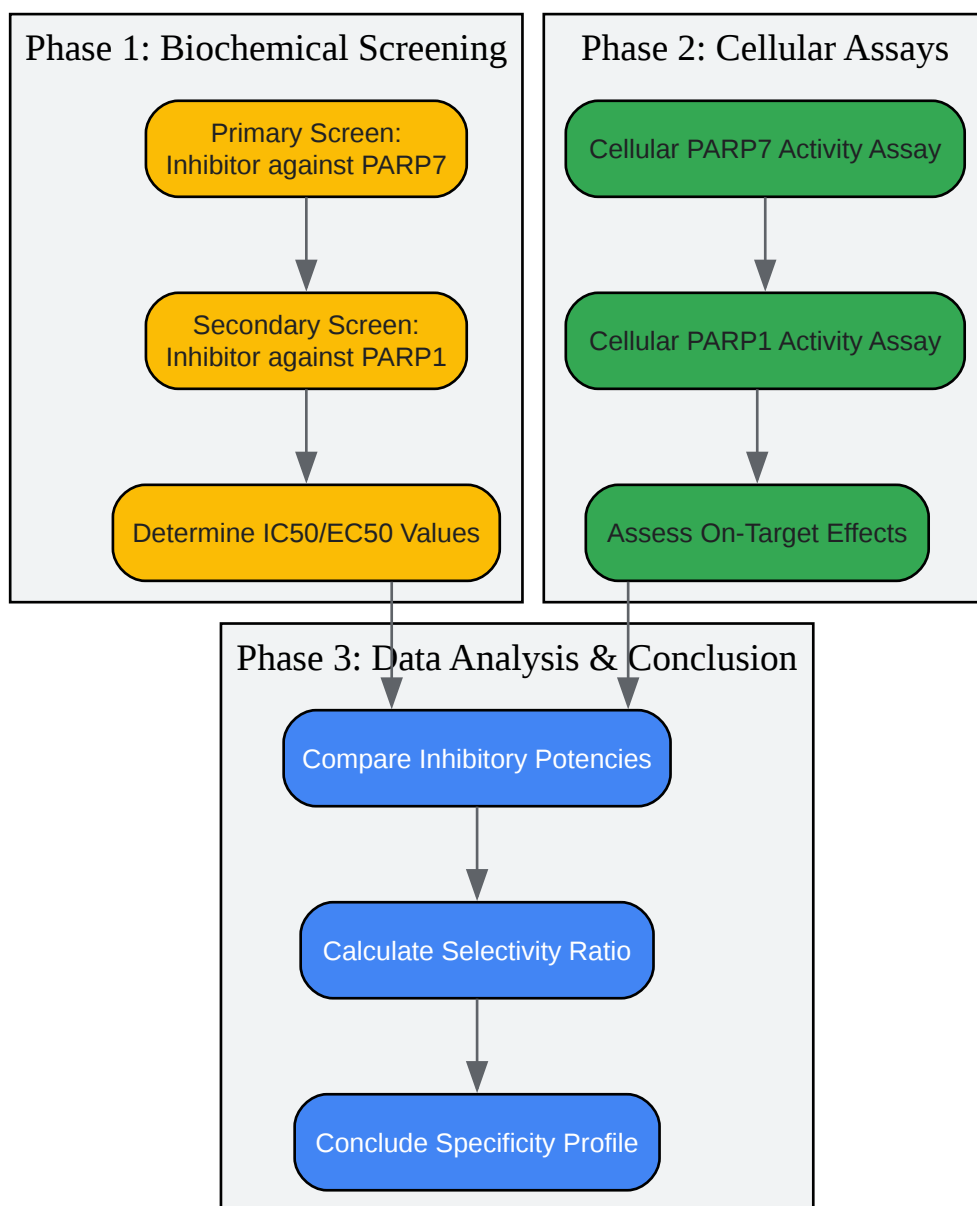 Phase 1: Biochemical Screening
Primary Screen:
Inhibitor against PARP7
Secondary Screen:
Inhibitor against PARP1
Determine IC50/EC50 Values
Phase 2: Cellular Assays
Cellular PARP7 Activity Assay
Cellular PARP1 Activity Assay
Assess On-Target Effects
Phase 3: Data Analysis & Conclusion
Compare Inhibitory Potencies
Calculate Selectivity Ratio
Conclude Specificity Profile